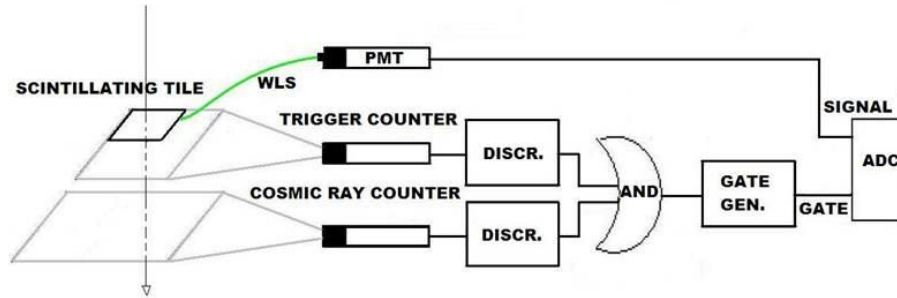 PMT
WLS
SCINTILLATING TILE
SIGNAL
TRIGGER COUNTER
DISCR.
ADC
AND
GATE
GEN.
COSMIC RAY COUNTER
GATE
DISCR.